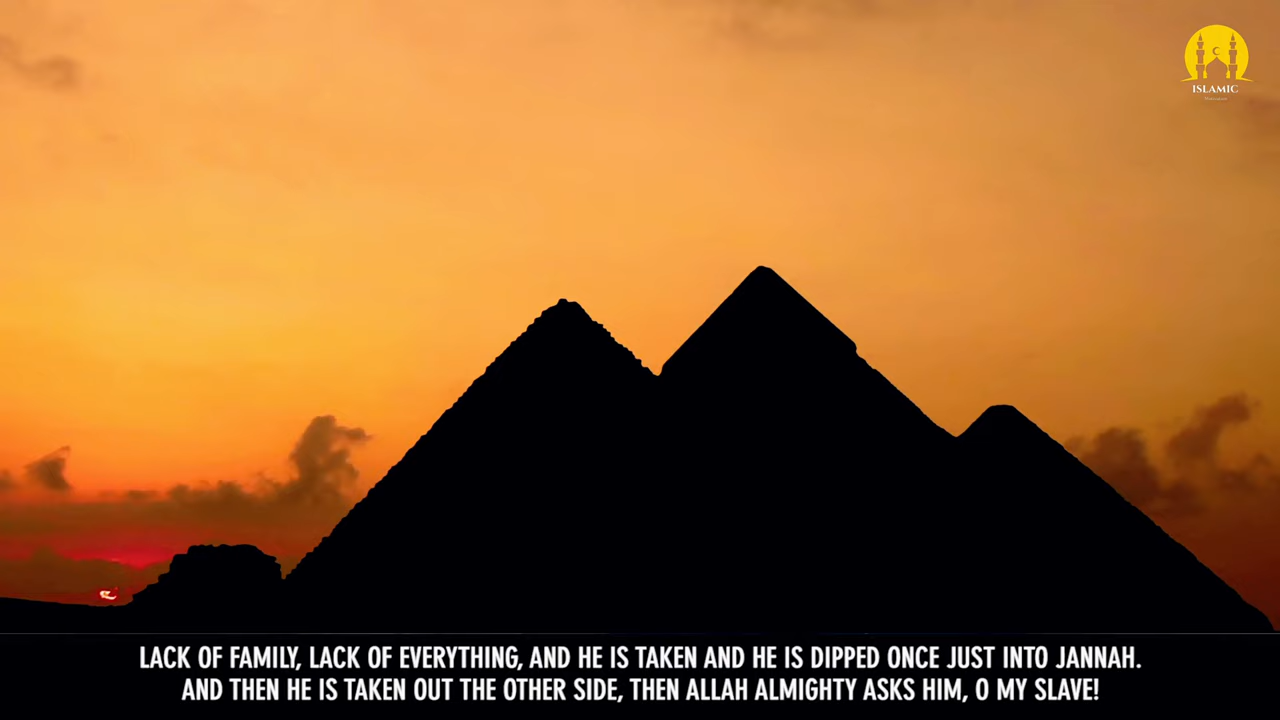 ISLAMIC
LACK OF FAMILY, LACK OF EVERYTHING, AND HE IS TAKEN AND HE IS DIPPED ONCE JUST INTO JANNAH.
AND THEN HE IS TAKEN OUT THE OTHER SIDE, THEN ALLAH ALMIGHTY ASKS HIM, O MY SLAVE!